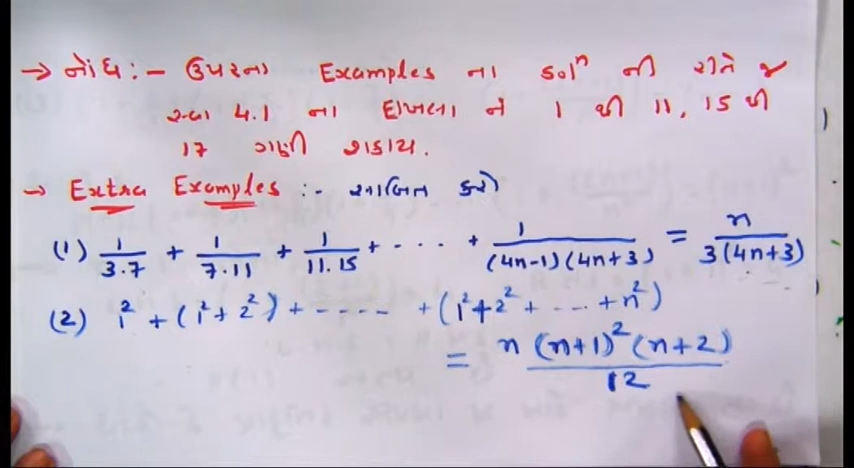 → નોંધ :- ઉપરના Examples ના solⁿ ની રીતે જ
સ્વા 4.1 ના દાખલા નં 1 થી 11, 15 થી
17 ગણી શકાય.
→ Extra Examples :- સાબિત કરો
(1) 1/3·7 + 1/7·11 + 1/11·15 + ---- + 1/(4n-1)(4n+3) = n/3(4n+3)
(2) 1² + (1²+2²) + ----- + (1²+2²+ --- +n²)
= n(n+1)²(n+2)/12